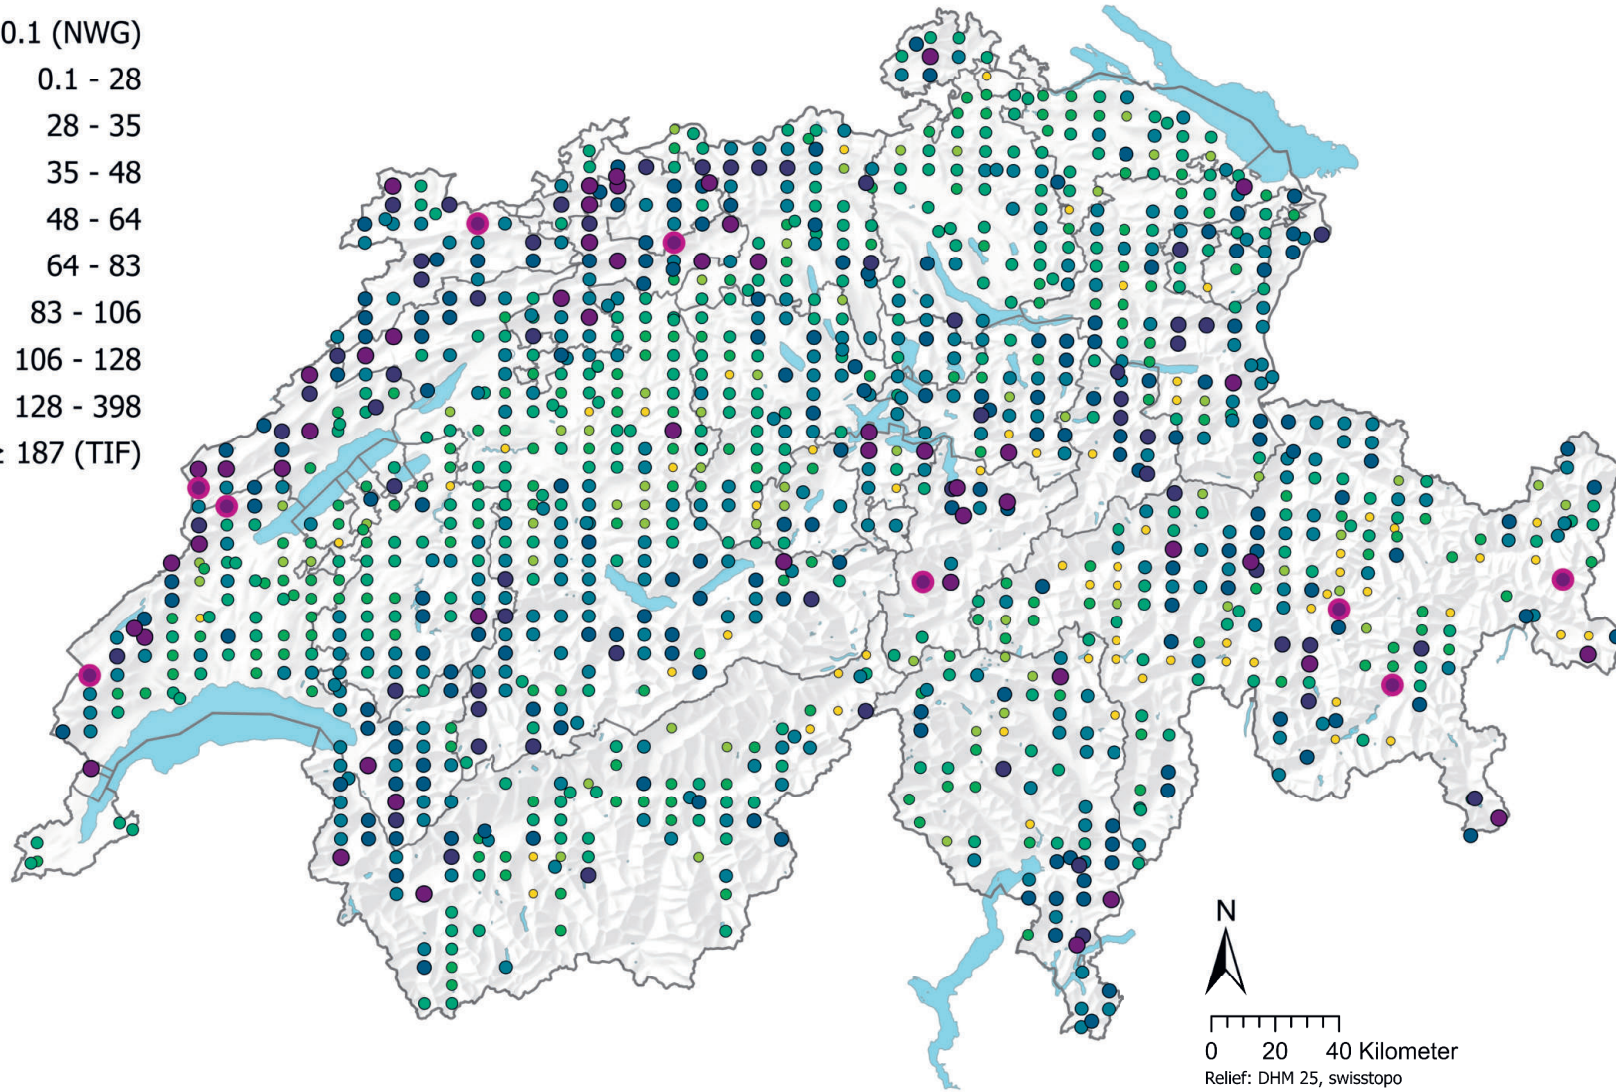 0.1 (NWG)
0.1 - 28
28 - 35
35 - 48
48 - 64
64 - 83
83 - 106
106 - 128
128 - 398
≥ 187 (TIF)
N
0 20 40 Kilometer
Relief: DHM 25, swisstopo